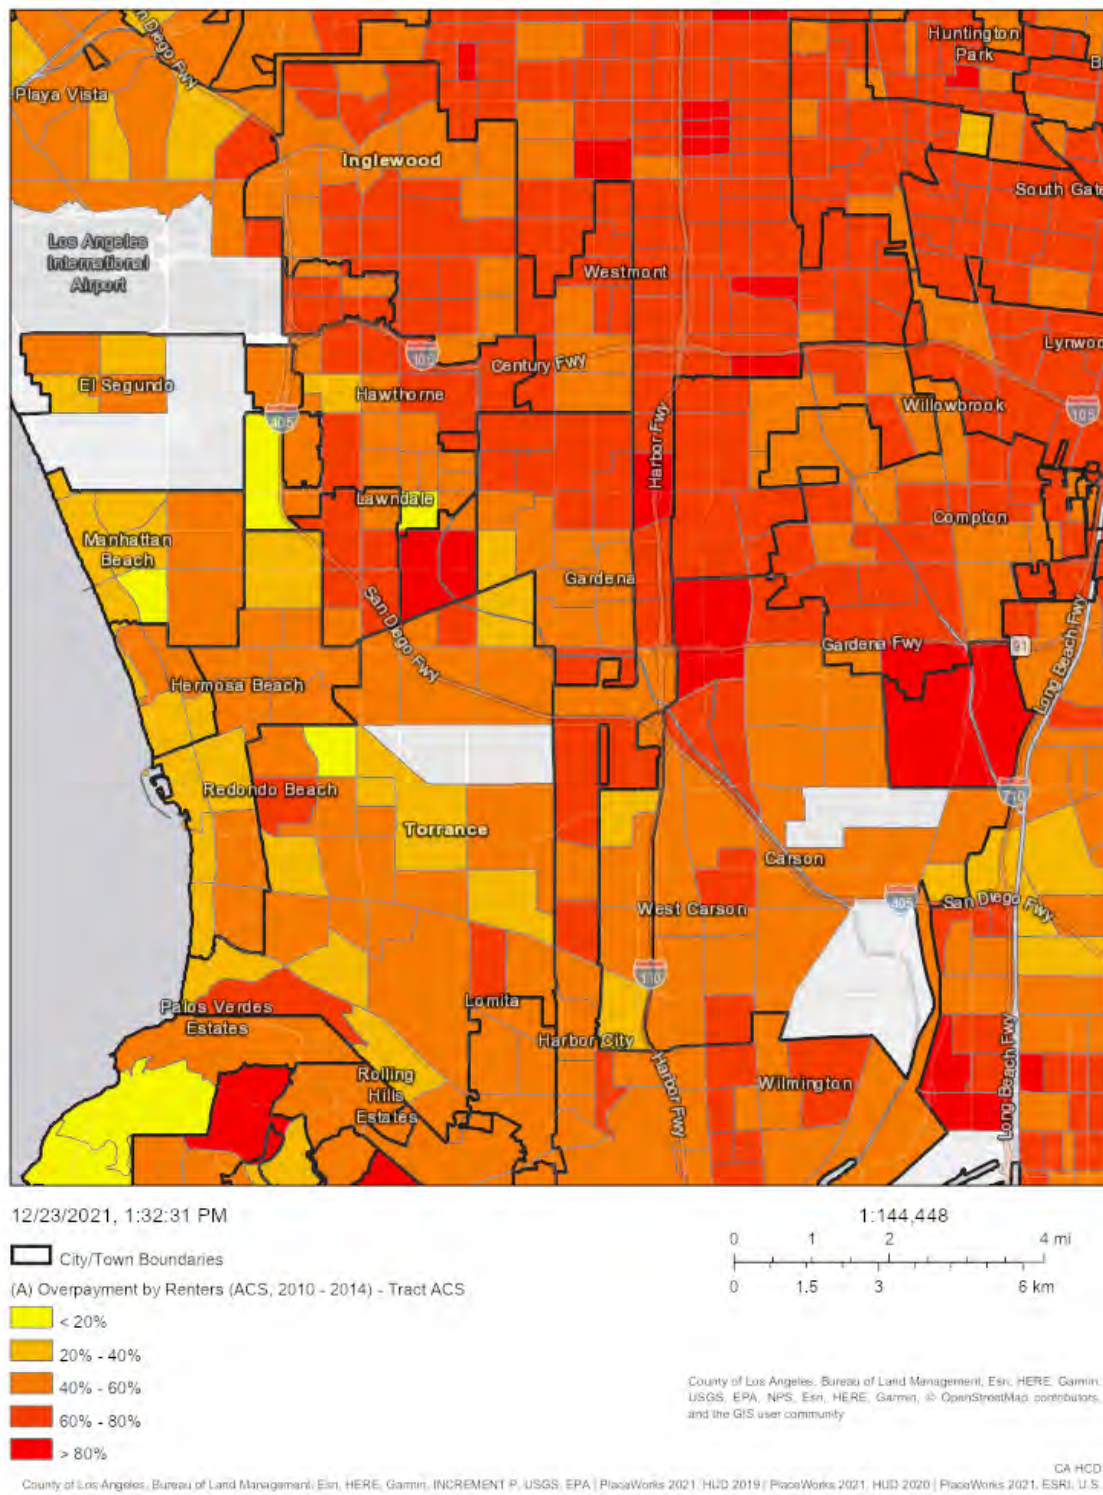 San Diego Fwy
Huntington
Park
Playa Vista
Inglewood
South Gate
Los Angeles
International
Airport
Westmont
Lynwoo
105
Century Fwy
El Segundo
Hawthorne
Willowbrook
405
105
Harbor Fwy
Lawndale
Compton
Manhattan
Beach
Gardena
San Diego Fwy
Gardena Fwy
91
Long Beach Fwy
Hermosa Beach
Redondo Beach
710
Torrance
Carson
West Carson
405
San Diego Fwy
110
Palos Verdes
Estates
Lomita
Harbor City
Harbor Fwy
Long Beach Fwy
Rolling
Hills
Estates
Wilmington
12/23/2021, 1:32:31 PM
1:144,448
0 1 2 4 mi
0 1.5 3 6 km
City/Town Boundaries
(A) Overpayment by Renters (ACS, 2010 - 2014) - Tract ACS
< 20%
20% - 40%
40% - 60%
60% - 80%
> 80%
County of Los Angeles, Bureau of Land Management, Esri, HERE, Garmin,
USGS, EPA, NPS, Esri, HERE, Garmin, © OpenStreetMap contributors,
and the GIS user community
CA HCD
County of Los Angeles, Bureau of Land Management, Esri, HERE, Garmin, INCREMENT P, USGS, EPA | PlaceWorks 2021, HUD 2019 | PlaceWorks 2021, HUD 2020 | PlaceWorks 2021, ESRI, U.S.